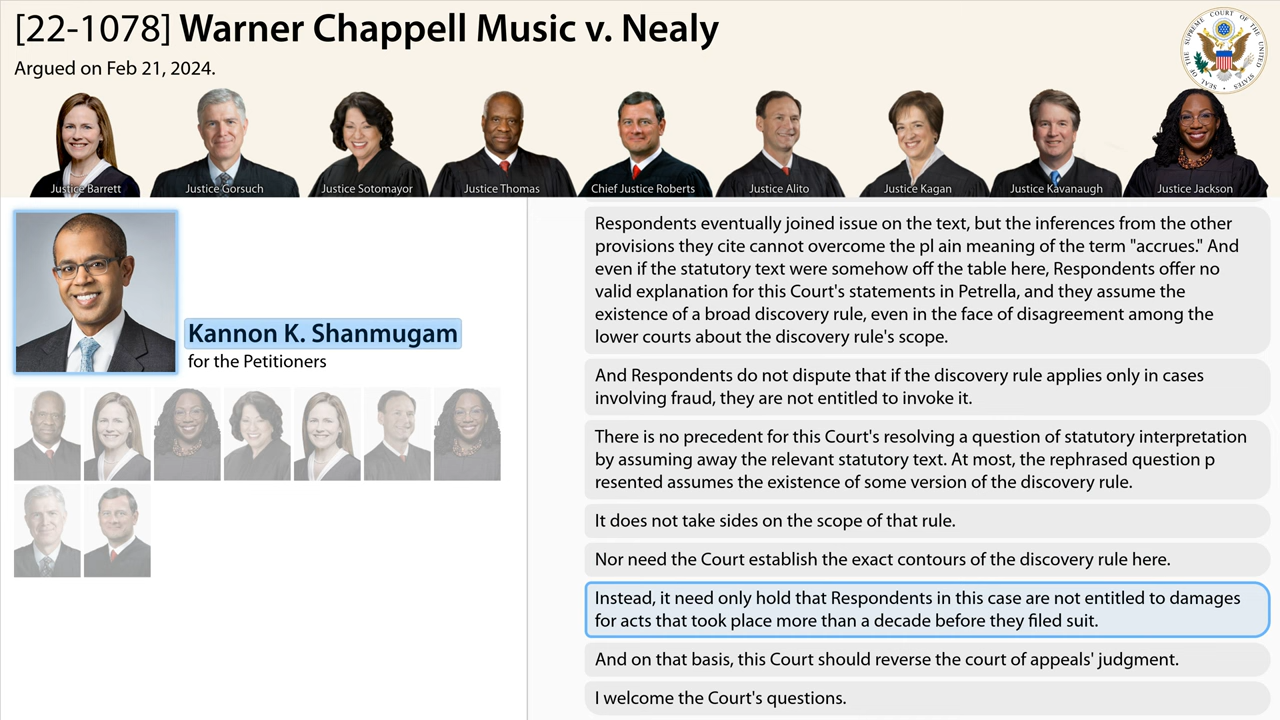 [22-1078] Warner Chappell Music v. Nealy
Argued on Feb 21, 2024.
SUPREME COURT OF THE UNITED STATES
SEAL OF THE
Justice Barrett
Justice Gorsuch
Justice Sotomayor
Justice Thomas
Chief Justice Roberts
Justice Alito
Justice Kagan
Justice Kavanaugh
Justice Jackson
Kannon K. Shanmugam
for the Petitioners
Respondents eventually joined issue on the text, but the inferences from the other
provisions they cite cannot overcome the pl ain meaning of the term "accrues." And
even if the statutory text were somehow off the table here, Respondents offer no
valid explanation for this Court's statements in Petrella, and they assume the
existence of a broad discovery rule, even in the face of disagreement among the
lower courts about the discovery rule's scope.
And Respondents do not dispute that if the discovery rule applies only in cases
involving fraud, they are not entitled to invoke it.
There is no precedent for this Court's resolving a question of statutory interpretation
by assuming away the relevant statutory text. At most, the rephrased question p
resented assumes the existence of some version of the discovery rule.
It does not take sides on the scope of that rule.
Nor need the Court establish the exact contours of the discovery rule here.
Instead, it need only hold that Respondents in this case are not entitled to damages
for acts that took place more than a decade before they filed suit.
And on that basis, this Court should reverse the court of appeals' judgment.
I welcome the Court's questions.